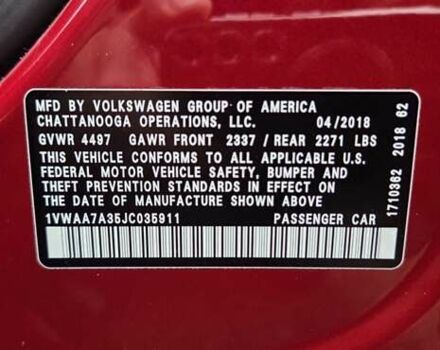 MFD BY VOLKSWAGEN GROUP OF AMERICA
CHATTANOOGA OPERATIONS, LLC. 04/2018
GVWR 4497 GAWR FRONT 2337 / REAR 2271 LBS
THIS VEHICLE CONFORMS TO ALL APPLICABLE U.S.
FEDERAL MOTOR VEHICLE SAFETY, BUMPER AND
THEFT PREVENTION STANDARDS IN EFFECT ON
THE DATE OF MANUFACTURE SHOWN ABOVE
1VWAA7A35JC035911 PASSENGER CAR
1710362 2018 62